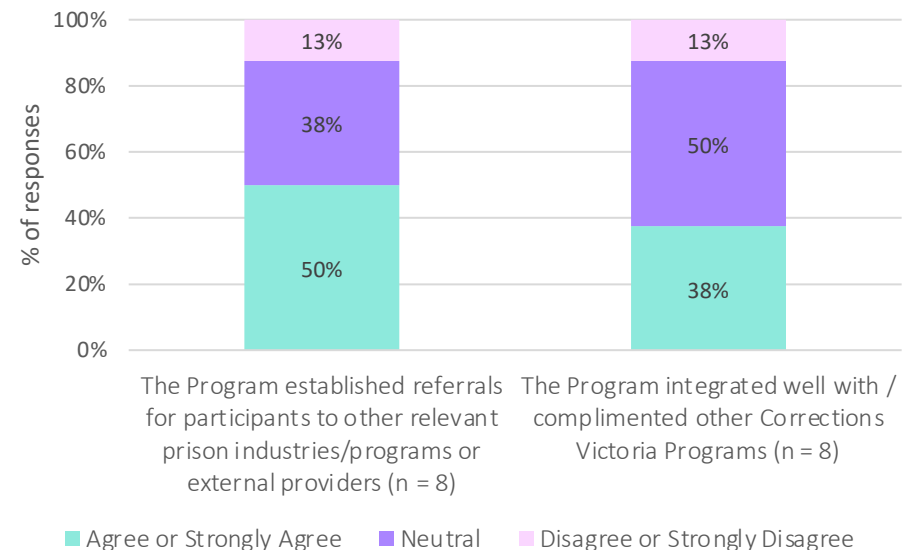 100%
80%
60%
40%
20%
0%
% of responses
13%
38%
50%
13%
50%
38%
The Program established referrals
for participants to other relevant
prison industries/programs or
external providers (n = 8)
The Program integrated well with /
complimented other Corrections
Victoria Programs (n = 8)
Agree or Strongly Agree
Neutral
Disagree or Strongly Disagree